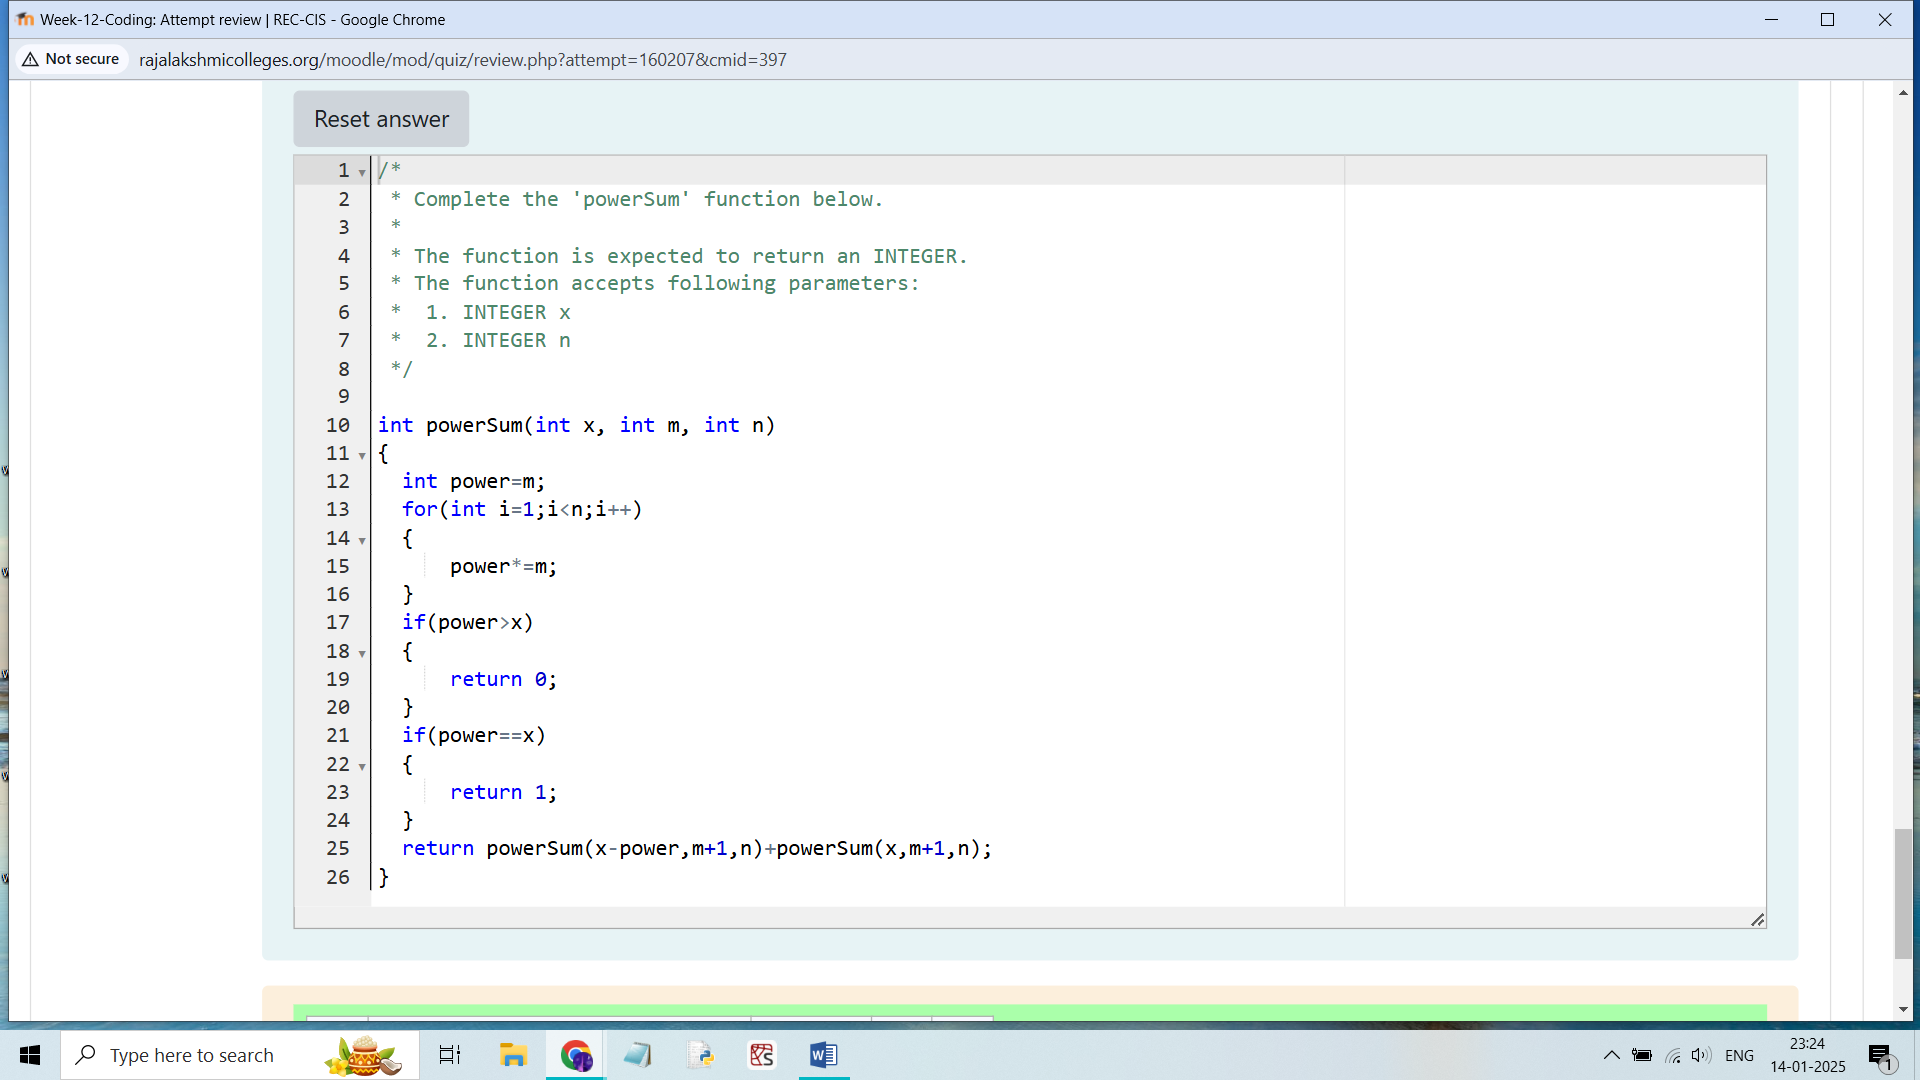 Week-12-Coding: Attempt review | REC-CIS - Google Chrome
Not secure rajalakshmicolleges.org/moodle/mod/quiz/review.php?attempt=160207&cmid=397
Reset answer
1 /*
2 * Complete the 'powerSum' function below.
3 *
4 * The function is expected to return an INTEGER.
5 * The function accepts following parameters:
6 *  1. INTEGER x
7 *  2. INTEGER n
8 */
9
10 int powerSum(int x, int m, int n)
11 {
12 int power=m;
13 for(int i=1;i<n;i++)
14 {
15 power*=m;
16 }
17 if(power>x)
18 {
19 return 0;
20 }
21 if(power==x)
22 {
23 return 1;
24 }
25 return powerSum(x-power,m+1,n)+powerSum(x,m+1,n);
26 }
Type here to search
ENG
23:24
14-01-2025
1